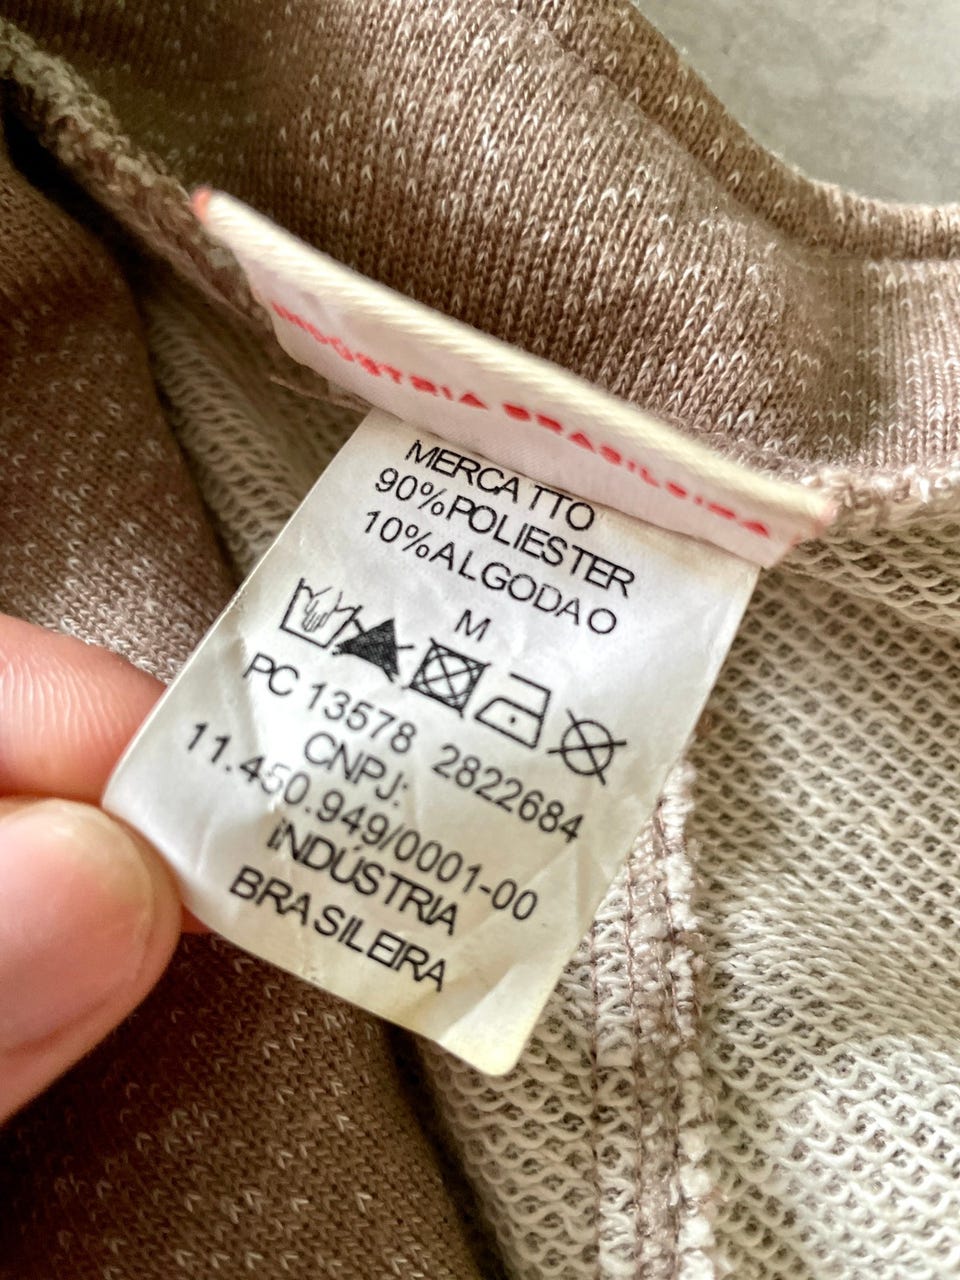 INDÚSTRIA BRASILEIRA
MERCATTO
90%POLIESTER
10%ALGODAO
M
PC 13578 2822684
CNPJ:
11.450.949/0001-00
INDÚSTRIA
BRASILEIRA